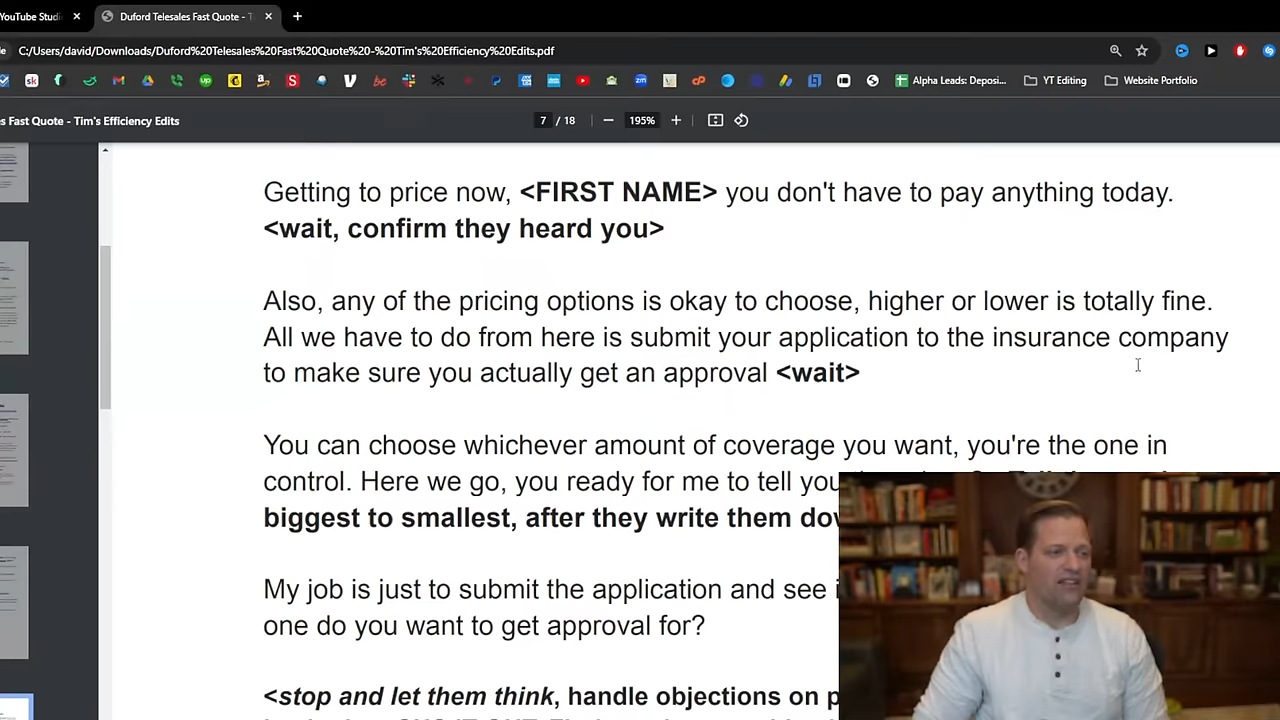 YouTube Studi
Duford Telesales Fast Quote - T
C:/Users/david/Downloads/Duford%20Telesales%20Fast%20Quote%20-%20Tim's%20Efficiency%20Edits.pdf
Alpha Leads: Deposi...
YT Editing
Website Portfolio
s Fast Quote - Tim's Efficiency Edits
7 / 18
195%
Getting to price now, <FIRST NAME> you don't have to pay anything today.
<wait, confirm they heard you>
Also, any of the pricing options is okay to choose, higher or lower is totally fine.
All we have to do from here is submit your application to the insurance company
to make sure you actually get an approval <wait>
You can choose whichever amount of coverage you want, you're the one in
control. Here we go, you ready for me to tell you
biggest to smallest, after they write them do
My job is just to submit the application and see
one do you want to get approval for?
<stop and let them think, handle objections on